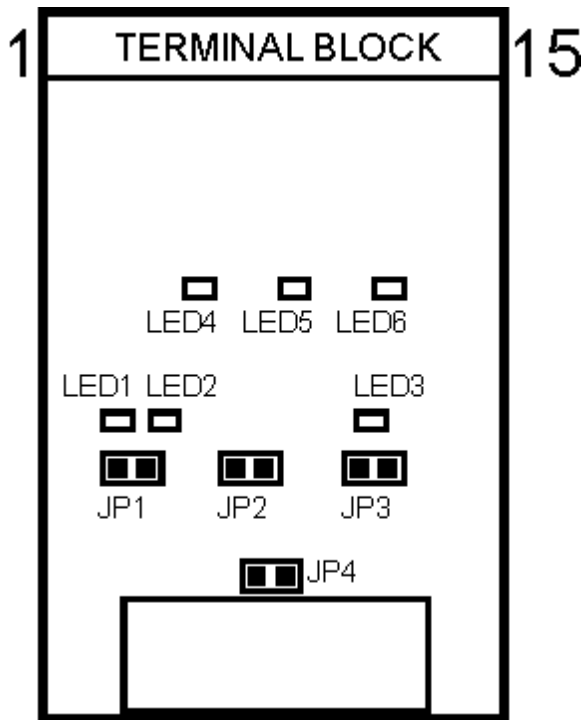 1 TERMINAL BLOCK 15
LED4 LED5 LED6
LED1 LED2 LED3
JP1 JP2 JP3
JP4